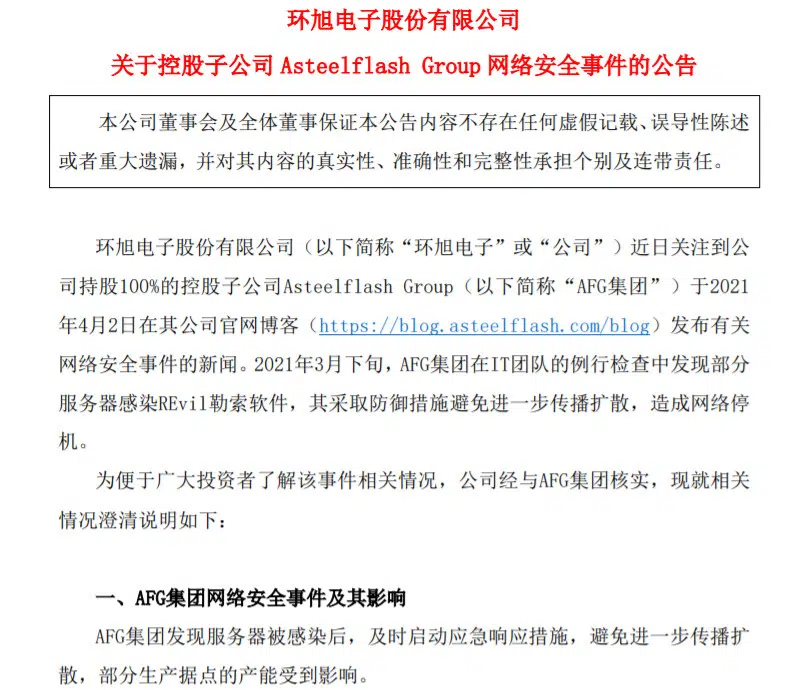 环旭电子股份有限公司
关于控股子公司 Asteelflash Group 网络安全事件的公告
本公司董事会及全体董事保证本公告内容不存在任何虚假记载、误导性陈述
或者重大遗漏，并对其内容的真实性、准确性和完整性承担个别及连带责任。
环旭电子股份有限公司（以下简称“环旭电子”或“公司”）近日关注到公
司持股100%的控股子公司Asteelflash Group（以下简称“AFG集团”）于2021
年4月2日在其公司官网博客（https://blog.asteelflash.com/blog）发布有关
网络安全事件的新闻。2021年3月下旬，AFG集团在IT团队的例行检查中发现部分
服务器感染REvil勒索软件，其采取防御措施避免进一步传播扩散，造成网络停
机。
为便于广大投资者了解该事件相关情况，公司经与AFG集团核实，现就相关
情况澄清说明如下：
一、AFG集团网络安全事件及其影响
AFG集团发现服务器被感染后，及时启动应急响应措施，避免进一步传播扩
散，部分生产据点的产能受到影响。